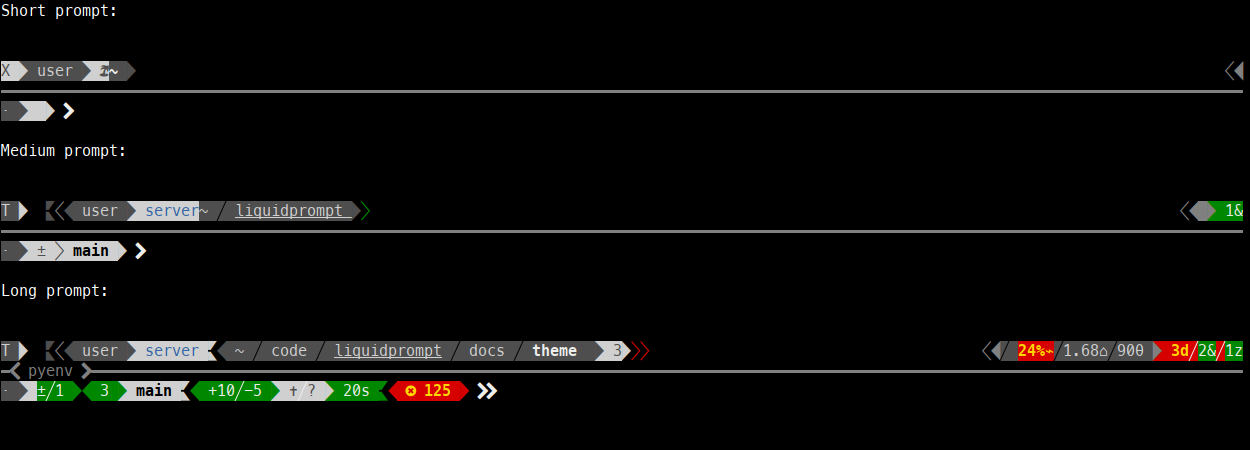 Short prompt:
X user ~
- 
Medium prompt:
T user server~ / liquidprompt 1&
- ± main
Long prompt:
T user server ~ / code / liquidprompt / docs / theme 3 24%⌁/1.68⌂/900 3d/2&/1z
pyenv
- ±/1 3 main +10/-5 ✝/? 20s ✪ 125